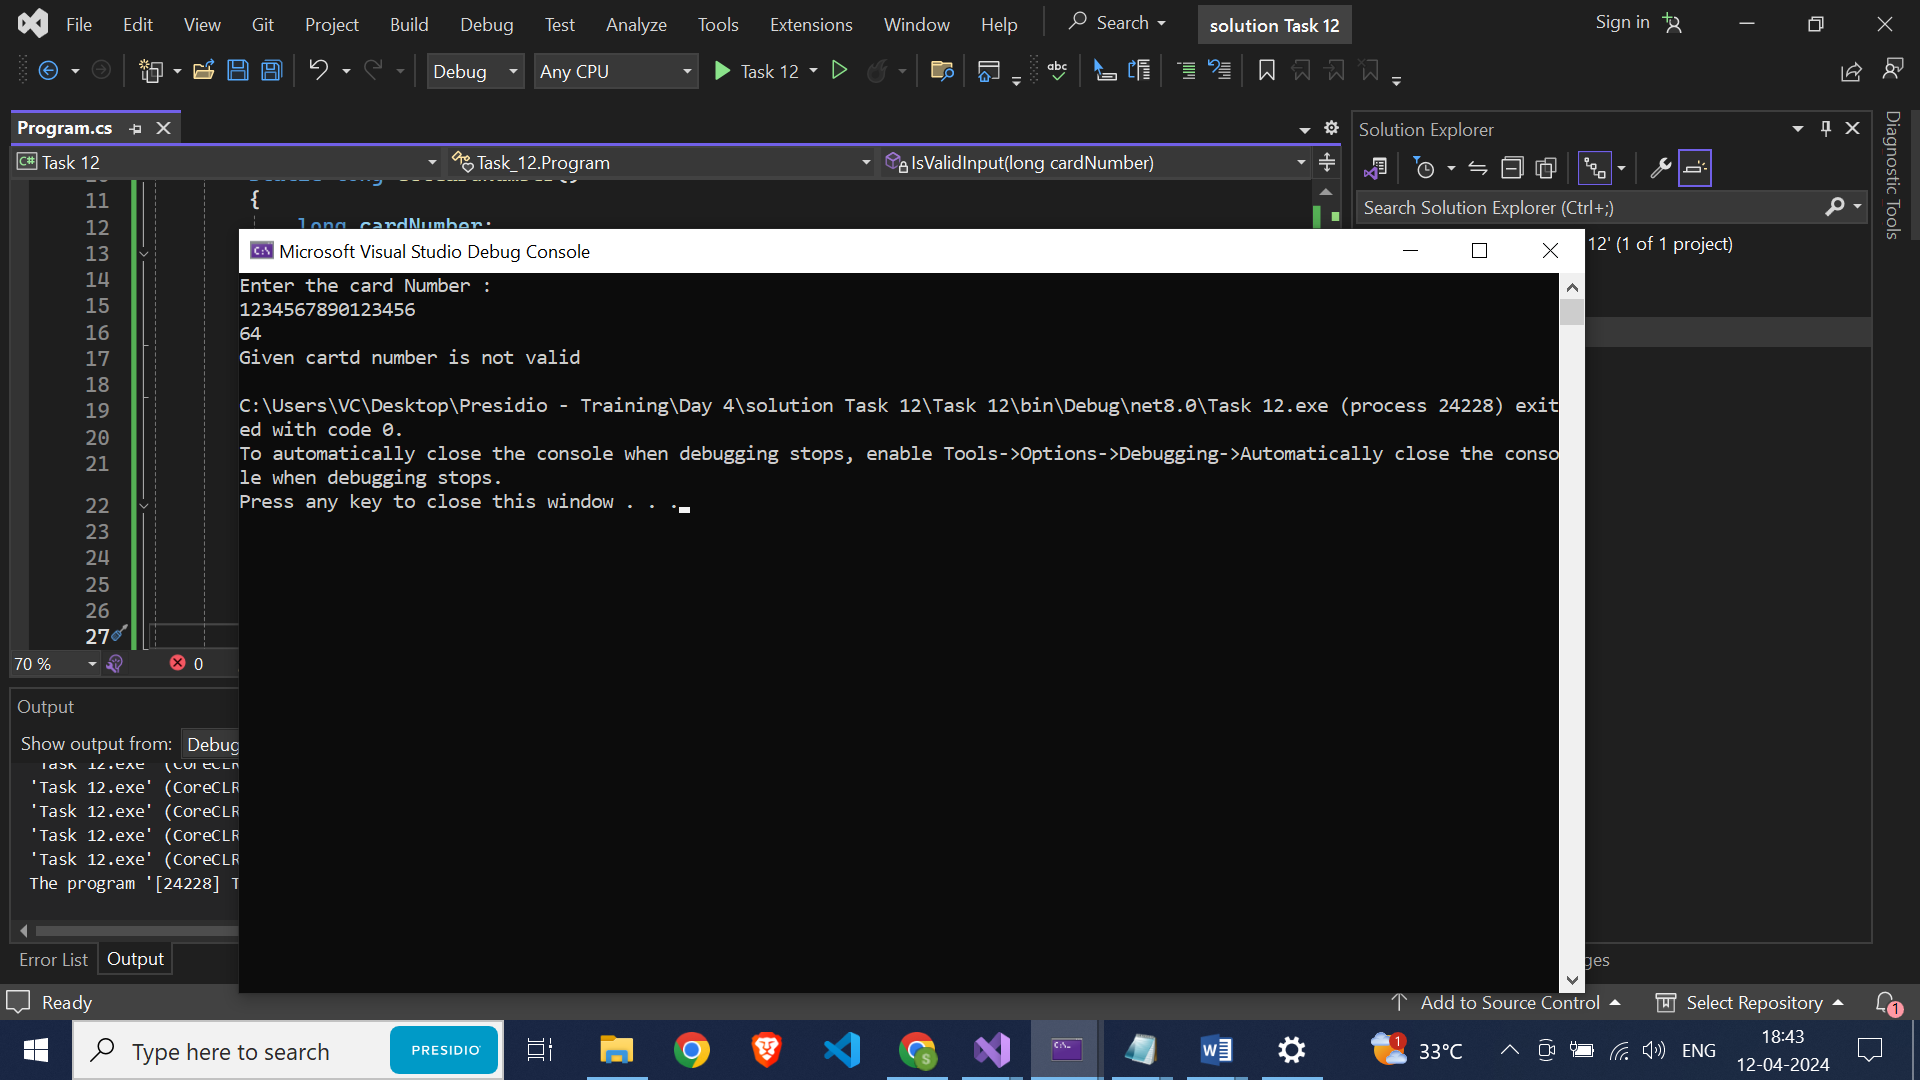 File Edit View Git Project Build Debug Test Analyze Tools Extensions Window Help Search solution Task 12 Sign in
Debug Any CPU Task 12 abc
Program.cs
C# Task 12 Task_12.Program IsValidInput(long cardNumber)
11 {
12 long cardNumber;
13
14
15
16
17
18
19
20
21
22
23
24
25
26
27
70 % 0
Microsoft Visual Studio Debug Console
Enter the card Number :
1234567890123456
64
Given cartd number is not valid
C:\Users\VC\Desktop\Presidio - Training\Day 4\solution Task 12\Task 12\bin\Debug\net8.0\Task 12.exe (process 24228) exit
ed with code 0.
To automatically close the console when debugging stops, enable Tools->Options->Debugging->Automatically close the conso
le when debugging stops.
Press any key to close this window . . .
Solution Explorer
Search Solution Explorer (Ctrl+;)
12' (1 of 1 project)
Diagnostic Tools
Output
Show output from: Debug
'Task 12.exe' (CoreCLR
'Task 12.exe' (CoreCLR
'Task 12.exe' (CoreCLR
'Task 12.exe' (CoreCLR
'Task 12.exe' (CoreCLR
The program '[24228] T
Error List Output
ges
Ready Add to Source Control Select Repository 1
Type here to search PRESIDIO 1 33°C ENG 18:43
12-04-2024